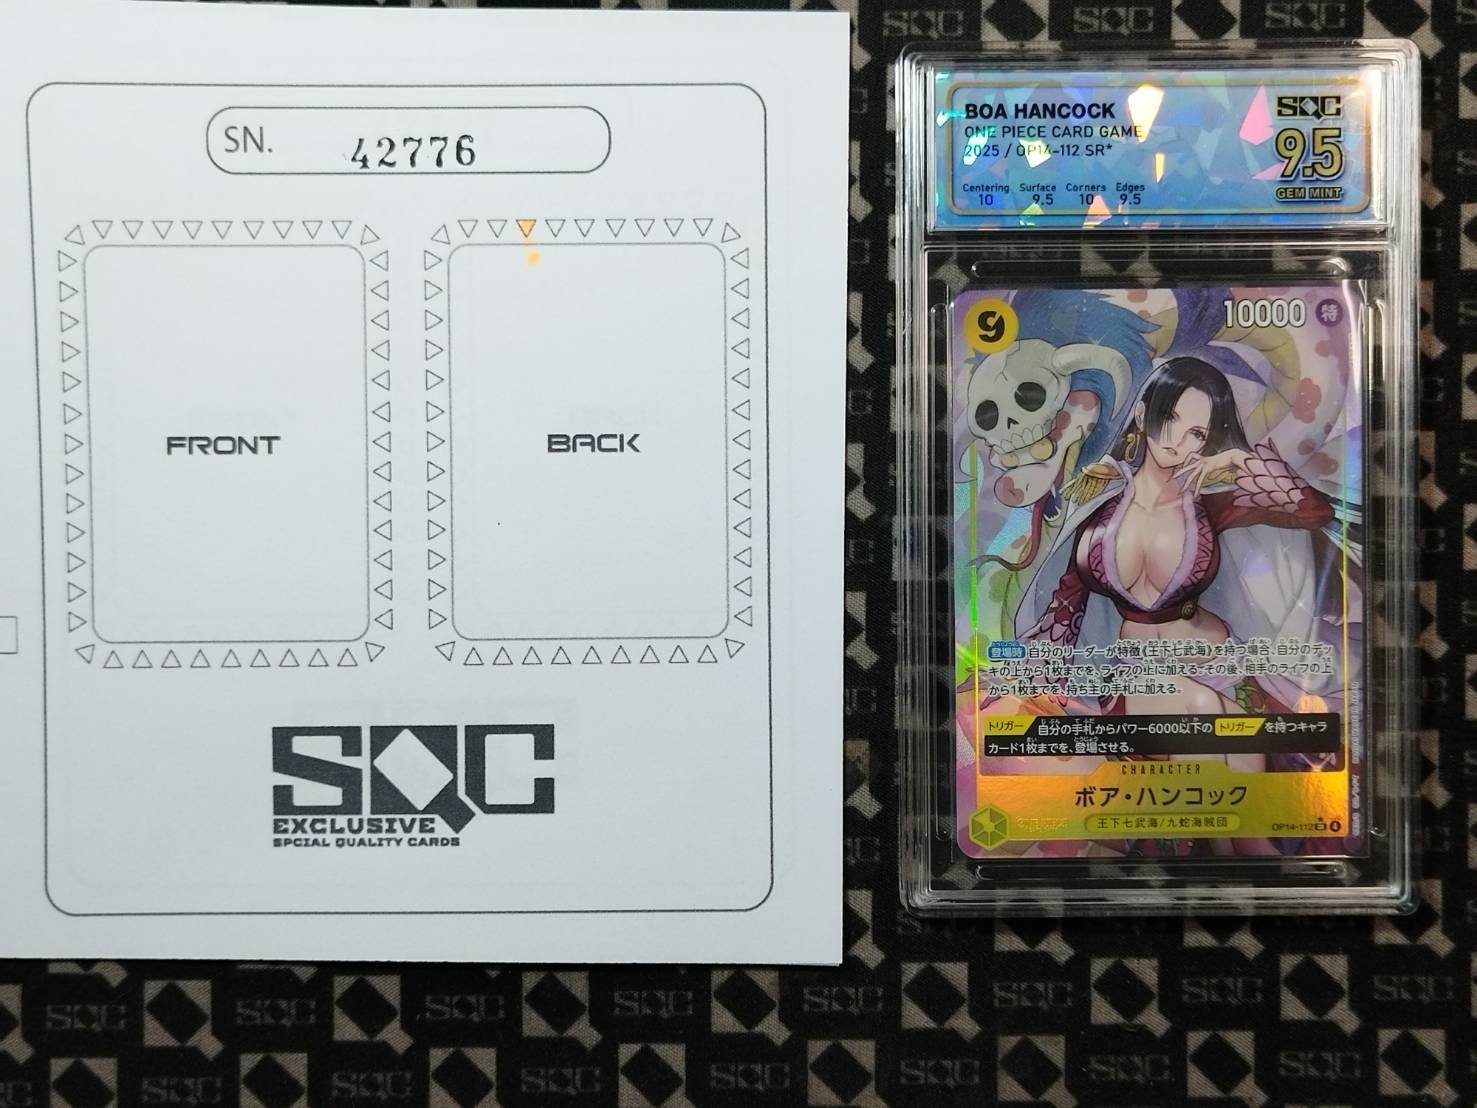 SN. 42776
FRONT
BACK
SQC
EXCLUSIVE
SPCIAL QUALITY CARDS
BOA HANCOCK
ONE PIECE CARD GAME
2025 / OP14-112 SR*
Centering Surface Corners Edges
10 9.5 10 9.5
SQC
9.5
GEM MINT
9
10000 特
登場時 自分のリーダーが特徴《王下七武海》を持つ場合、自分のデッ
キの上から1枚までを、ライフの上に加える。その後、相手のライフの上
から1枚までを、持ち主の手札に加える。
トリガー 自分の手札からパワー6000以下の トリガー を持つキャラ
カード1枚までを、登場させる。
CHARACTER
ボア・ハンコック
王下七武海/九蛇海賊団
OP14-112 SR 4